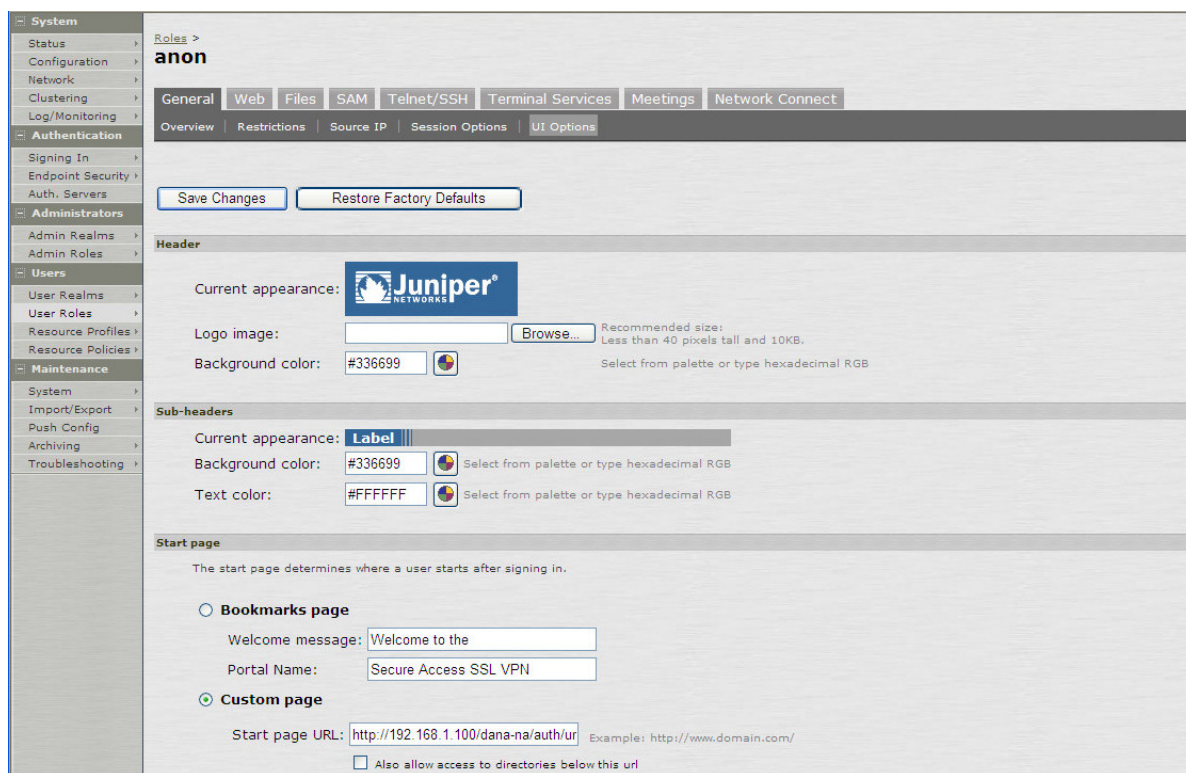 System
Status
Configuration
Network
Clustering
Log/Monitoring
Authentication
Signing In
Endpoint Security
Auth. Servers
Administrators
Admin Realms
Admin Roles
Users
User Realms
User Roles
Resource Profiles
Resource Policies
Maintenance
System
Import/Export
Push Config
Archiving
Troubleshooting
Roles >
anon
General Web Files SAM Telnet/SSH Terminal Services Meetings Network Connect
Overview | Restrictions | Source IP | Session Options | UI Options
Save Changes Restore Factory Defaults
Header
Current appearance: Juniper® NETWORKS
Logo image: Browse... Recommended size:
Less than 40 pixels tall and 10KB.
Background color: #336699 Select from palette or type hexadecimal RGB
Sub-headers
Current appearance: Label
Background color: #336699 Select from palette or type hexadecimal RGB
Text color: #FFFFFF Select from palette or type hexadecimal RGB
Start page
The start page determines where a user starts after signing in.
Bookmarks page
Welcome message: Welcome to the
Portal Name: Secure Access SSL VPN
Custom page
Start page URL: http://192.168.1.100/dana-na/auth/ur Example: http://www.domain.com/
Also allow access to directories below this url